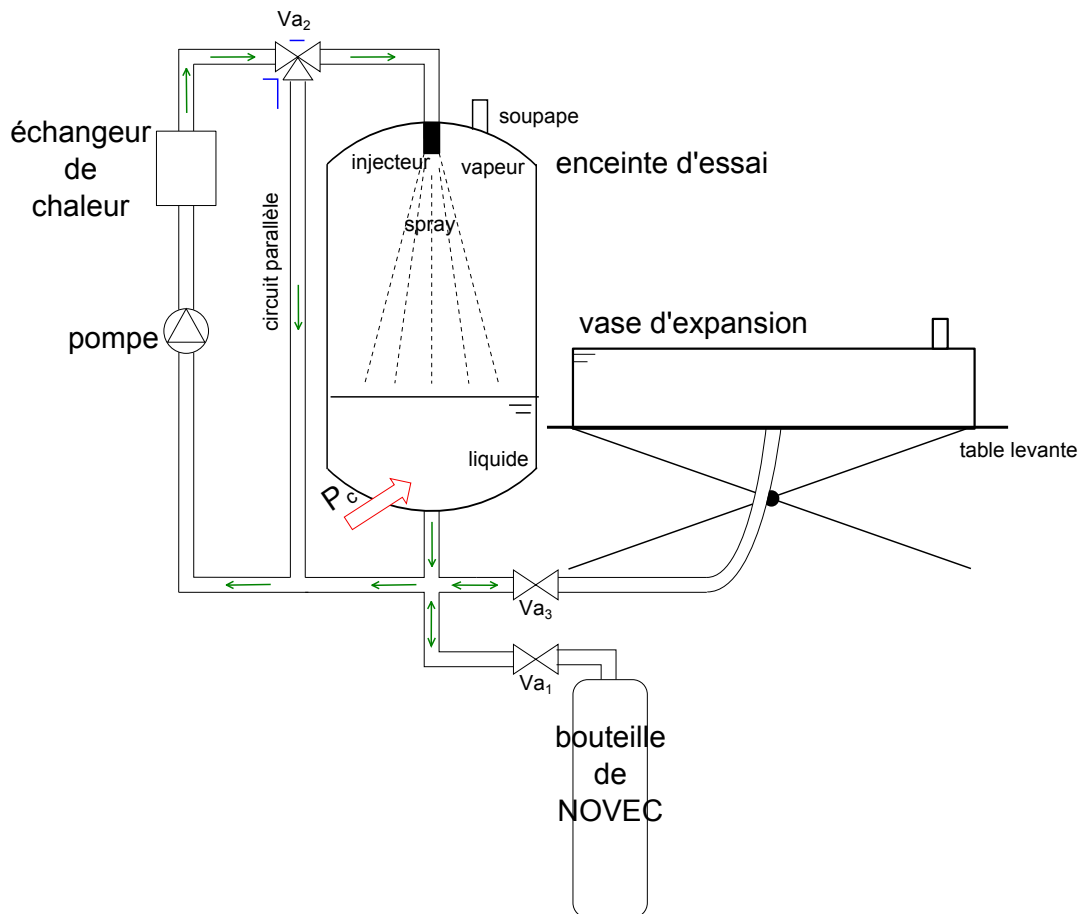 Va2
soupape
échangeur
de
chaleur
injecteur
vapeur
enceinte d'essai
spray
circuit parallèle
pompe
vase d'expansion
liquide
table levante
Pc
Va3
Va1
bouteille
de
NOVEC